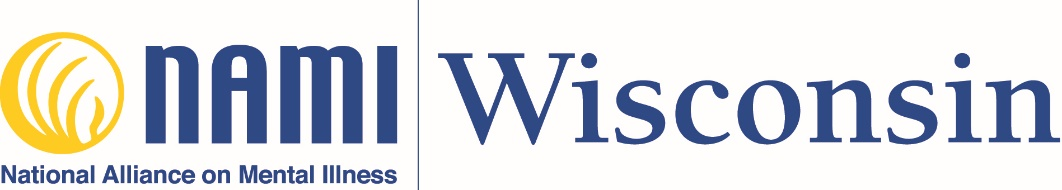 NAMI
National Alliance on Mental Illness
Wisconsin